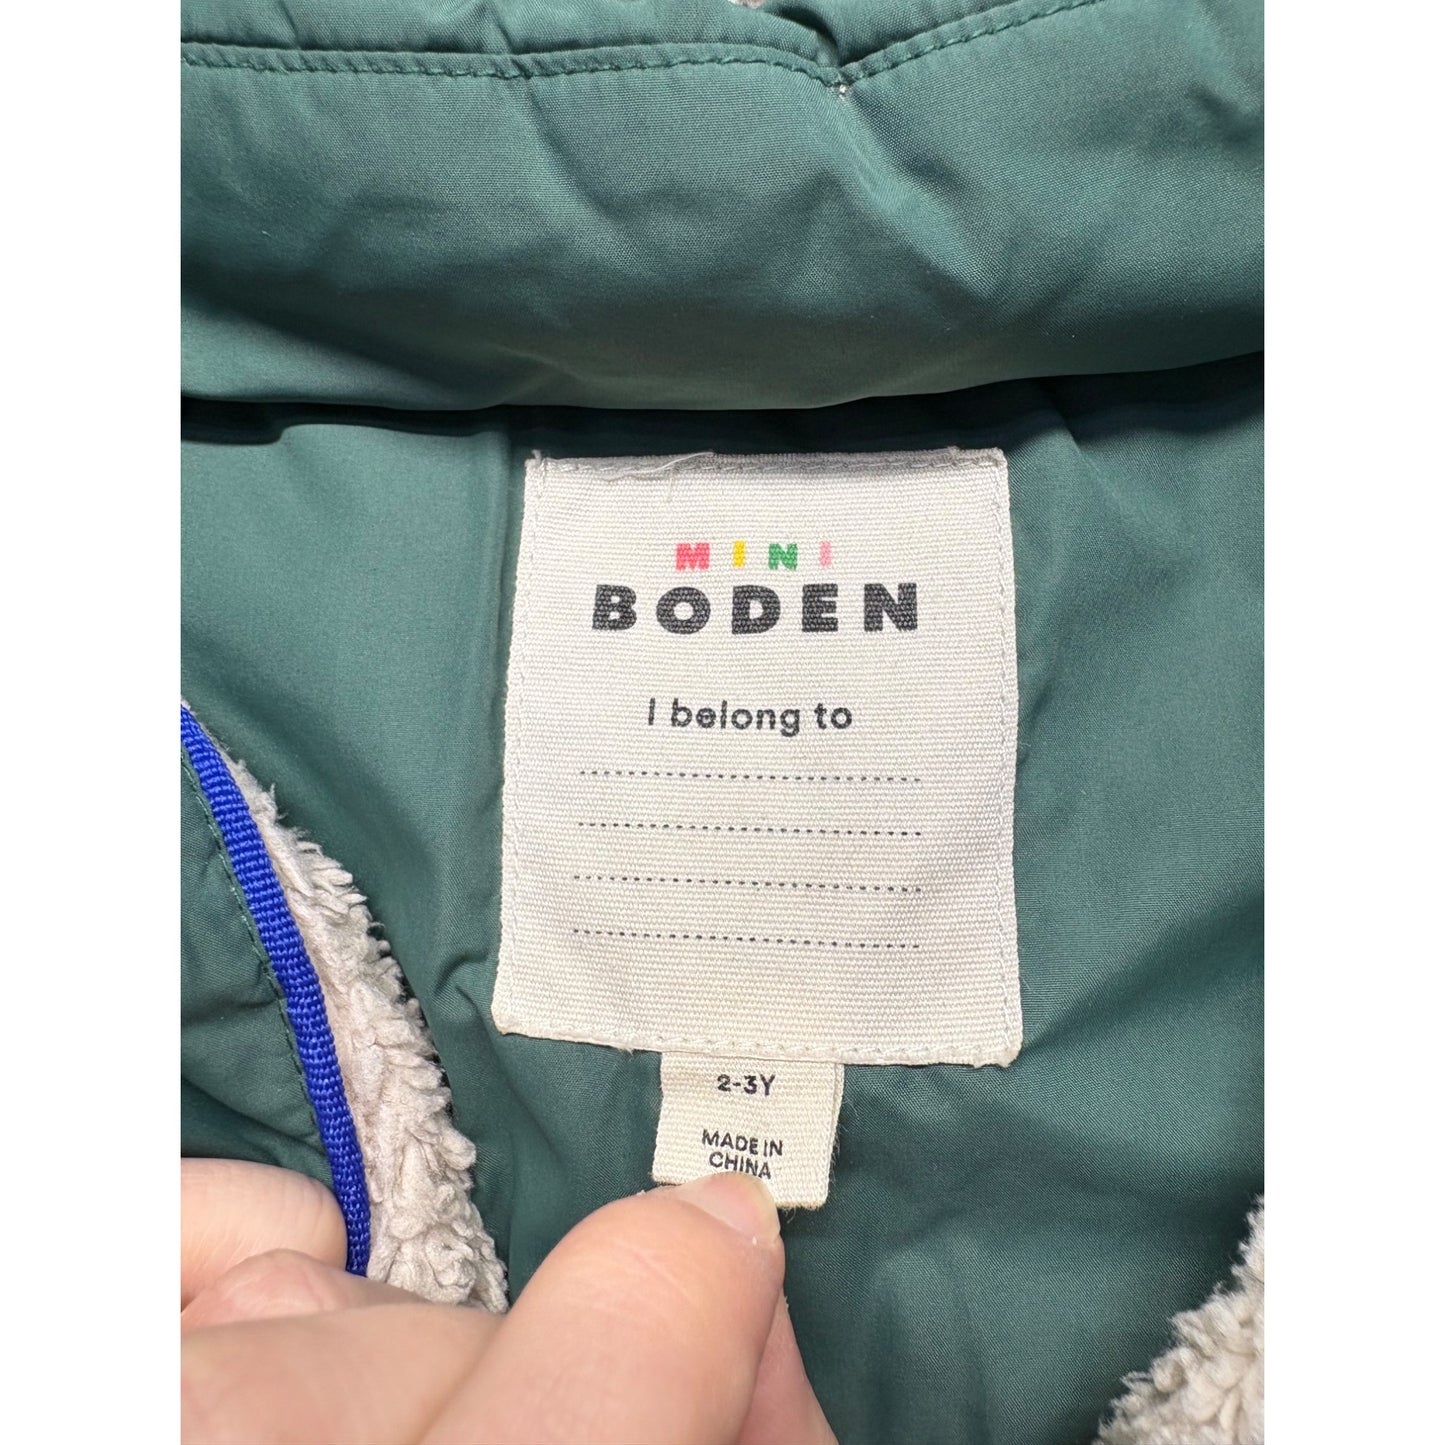 MINI
BODEN
I belong to
2-3Y
MADE IN
CHINA